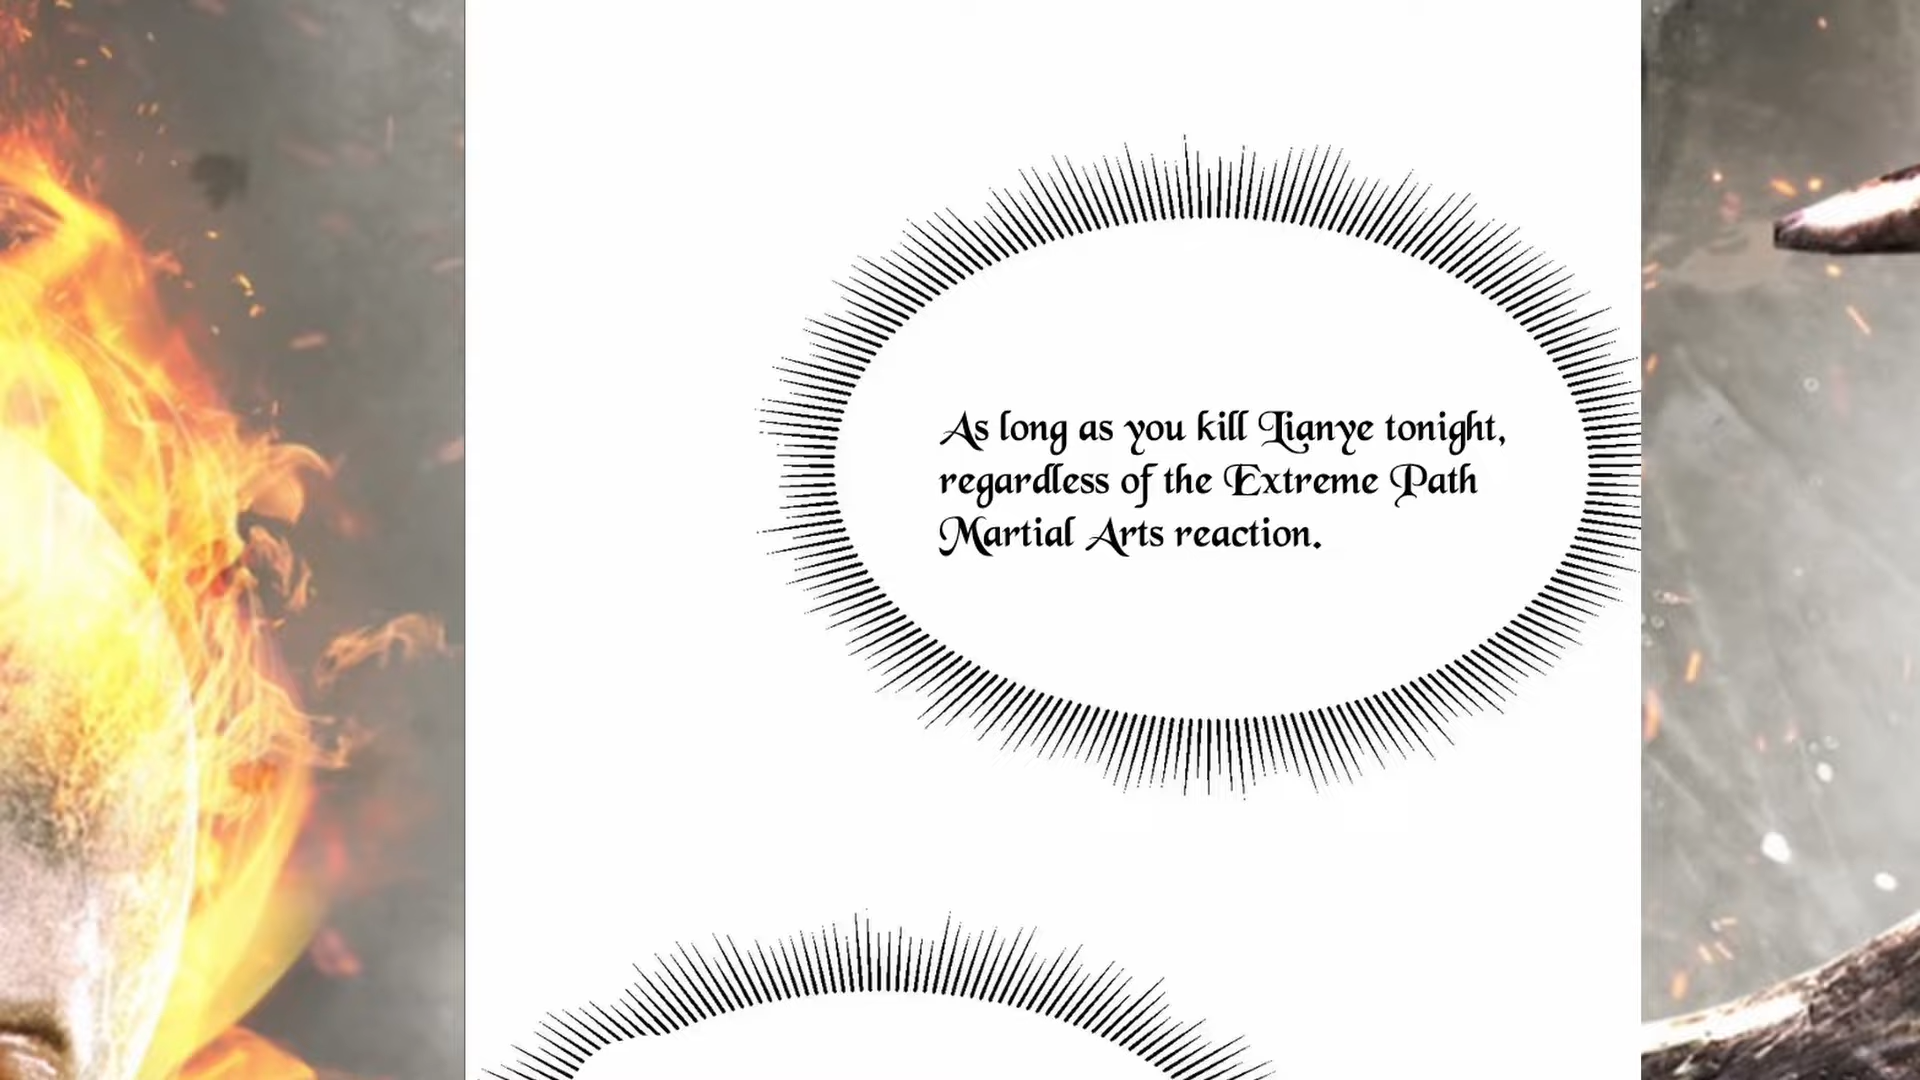 As long as you kill Lianye tonight,
regardless of the Extreme Path
Martial Arts reaction.